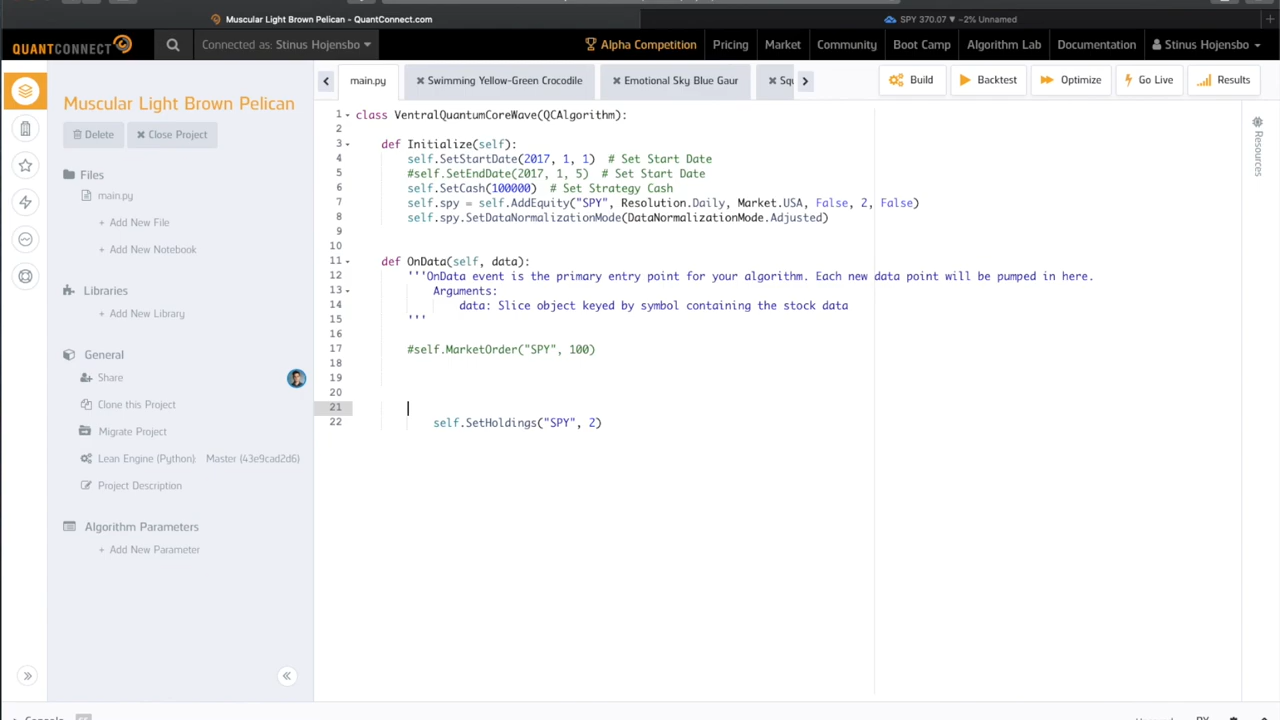 Muscular Light Brown Pelican - QuantConnect.com
SPY 370.07 ▾ −2% Unnamed
QUANTCONNECT
Connected as: Stinus Hojensbo
Alpha Competition
Pricing
Market
Community
Boot Camp
Algorithm Lab
Documentation
Stinus Hojensbo
Muscular Light Brown Pelican
Delete
Close Project
Files
main.py
+ Add New File
+ Add New Notebook
Libraries
+ Add New Library
General
Share
Clone this Project
Migrate Project
Lean Engine (Python): Master (43e9cad2d6)
Project Description
Algorithm Parameters
+ Add New Parameter
main.py
Swimming Yellow-Green Crocodile
Emotional Sky Blue Gaur
Squ
Build
Backtest
Optimize
Go Live
Results
1 class VentralQuantumCoreWave(QCAlgorithm):
2
3 def Initialize(self):
4 self.SetStartDate(2017, 1, 1) # Set Start Date
5 #self.SetEndDate(2017, 1, 5) # Set Start Date
6 self.SetCash(100000) # Set Strategy Cash
7 self.spy = self.AddEquity("SPY", Resolution.Daily, Market.USA, False, 2, False)
8 self.spy.SetDataNormalizationMode(DataNormalizationMode.Adjusted)
9
10
11 def OnData(self, data):
12 '''OnData event is the primary entry point for your algorithm. Each new data point will be pumped in here.
13 Arguments:
14 data: Slice object keyed by symbol containing the stock data
15 '''
16
17 #self.MarketOrder("SPY", 100)
18
19
20
21
22 self.SetHoldings("SPY", 2)
Resources